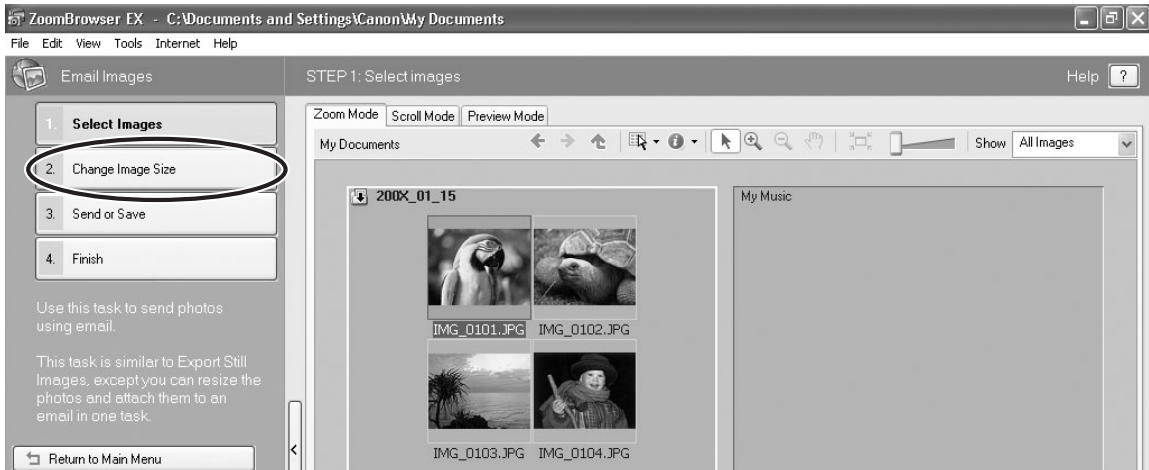 ZoomBrowser EX - C:\Documents and Settings\Canon\My Documents
File Edit View Tools Internet Help
Email Images
STEP 1: Select images
Help ?
1. Select Images
2. Change Image Size
3. Send or Save
4. Finish
Use this task to send photos
using email.
This task is similar to Export Still
Images, except you can resize the
photos and attach them to an
email in one task.
Return to Main Menu
Zoom Mode Scroll Mode Preview Mode
My Documents
Show All Images
200X_01_15
IMG_0101.JPG IMG_0102.JPG
IMG_0103.JPG IMG_0104.JPG
My Music